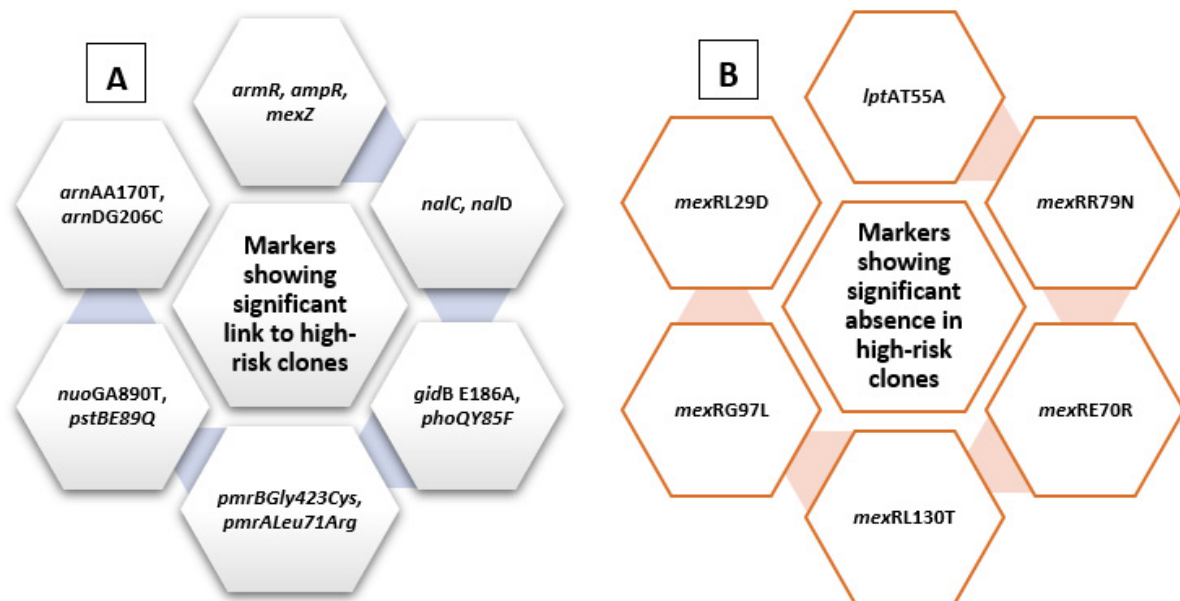 A
armR, ampR,
mexZ
nalC, nalD
gidB E186A,
phoQY85F
pmrBGly423Cys,
pmrALeu71Arg
nuoGA890T,
pstBE89Q
arnAA170T,
arnDG206C
Markers
showing
significant
link to high-
risk clones
B
lptAT55A
mexRR79N
mexRE70R
mexRL130T
mexRG97L
mexRL29D
Markers
showing
significant
absence in
high-risk
clones